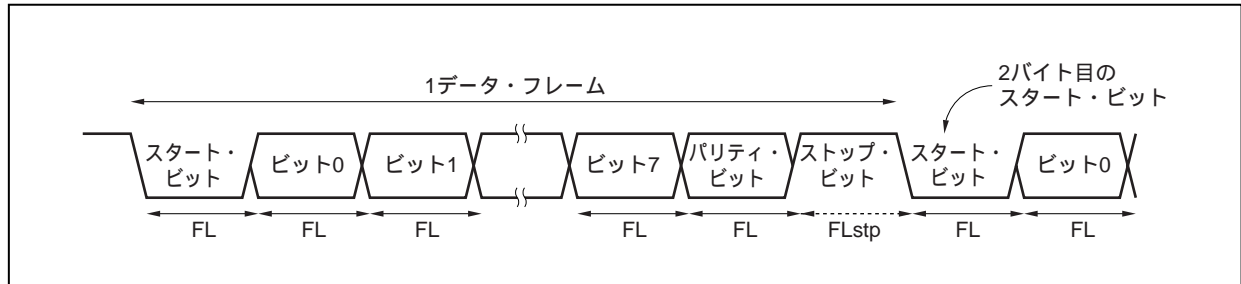 1データ・フレーム
2バイト目の
スタート・ビット
スタート・
ビット
ビット0
ビット1
ビット7
パリティ・
ビット
ストップ・
ビット
スタート・
ビット
ビット0
FL
FL
FL
FL
FL
FLstp
FL
FL